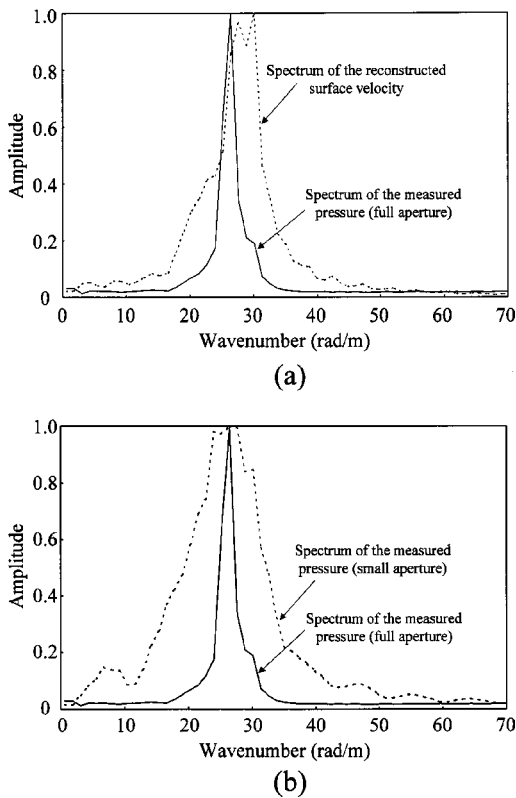 1.0
0.8
0.6
0.4
0.2
0
Amplitude
Spectrum of the reconstructed
surface velocity
Spectrum of the measured
pressure (full aperture)
0 10 20 30 40 50 60 70
Wavenumber (rad/m)
(a)
1.0
0.8
0.6
0.4
0.2
0
Amplitude
Spectrum of the measured
pressure (small aperture)
Spectrum of the measured
pressure (full aperture)
0 10 20 30 40 50 60 70
Wavenumber (rad/m)
(b)